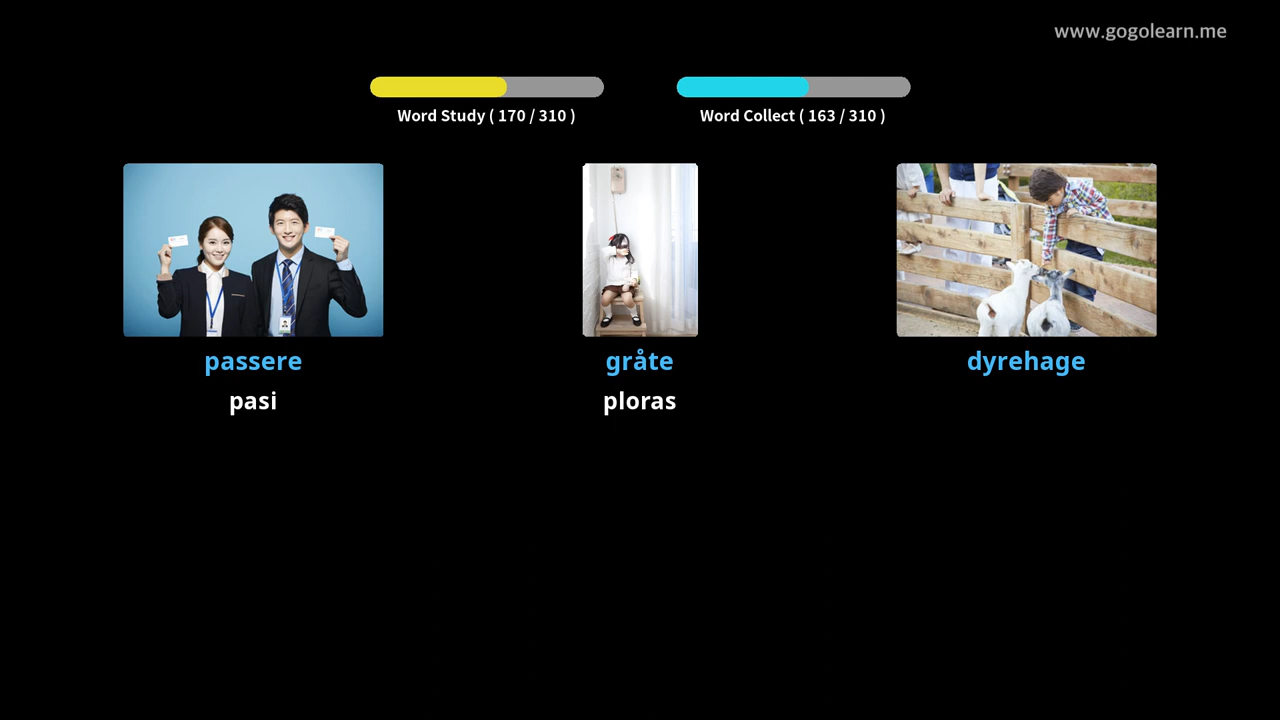 www.gogolearn.me
Word Study ( 170 / 310 )
Word Collect ( 163 / 310 )
passere
gråte
dyrehage
pasi
ploras